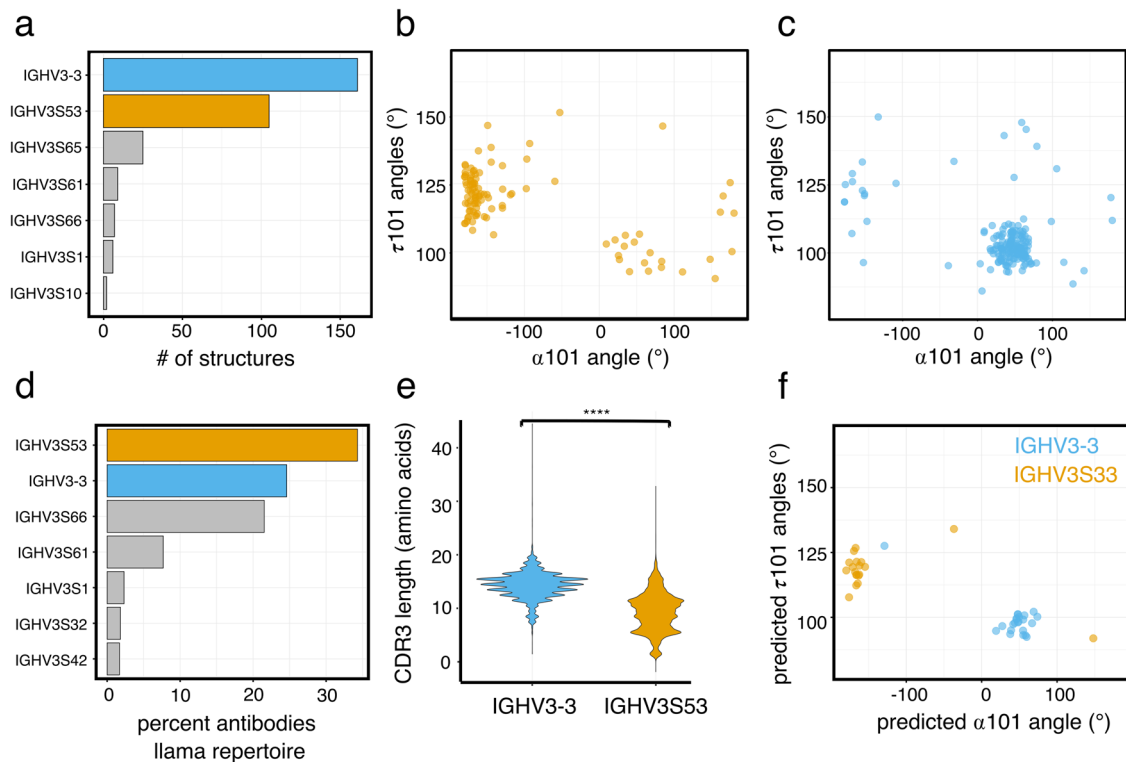 a
IGHV3-3
IGHV3S53
IGHV3S65
IGHV3S61
IGHV3S66
IGHV3S1
IGHV3S10
0
50
100
150
# of structures
b
τ101 angles (°)
150
125
100
-100
0
100
α101 angle (°)
c
τ101 angles (°)
150
125
100
-100
0
100
α101 angle (°)
d
IGHV3S53
IGHV3-3
IGHV3S66
IGHV3S61
IGHV3S1
IGHV3S32
IGHV3S42
0
10
20
30
percent antibodies
llama repertoire
e
CDR3 length (amino acids)
40
30
20
10
0
****
IGHV3-3
IGHV3S53
f
IGHV3-3
IGHV3S33
predicted τ101 angles (°)
150
125
100
-100
0
100
predicted α101 angle (°)